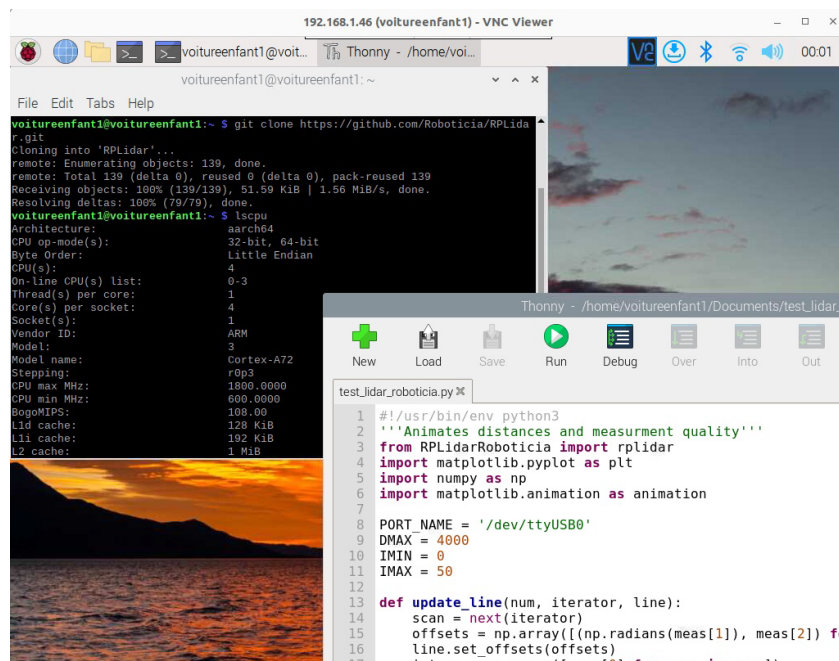 192.168.1.46 (voitureenfant1) - VNC Viewer
voitureenfant1@voit...
Thonny - /home/voi...
00:01
voitureenfant1@voitureenfant1: ~
File Edit Tabs Help
voitureenfant1@voitureenfant1:~ $ git clone https://github.com/Roboticia/RPLida
r.git
Cloning into 'RPLidar'...
remote: Enumerating objects: 139, done.
remote: Total 139 (delta 0), reused 0 (delta 0), pack-reused 139
Receiving objects: 100% (139/139), 51.59 KiB | 1.56 MiB/s, done.
Resolving deltas: 100% (79/79), done.
voitureenfant1@voitureenfant1:~ $ lscpu
Architecture: aarch64
CPU op-mode(s): 32-bit, 64-bit
Byte Order: Little Endian
CPU(s): 4
On-line CPU(s) list: 0-3
Thread(s) per core: 1
Core(s) per socket: 4
Socket(s): 1
Vendor ID: ARM
Model: 3
Model name: Cortex-A72
Stepping: r0p3
CPU max MHz: 1800.0000
CPU min MHz: 600.0000
BogoMIPS: 108.00
L1d cache: 128 KiB
L1i cache: 192 KiB
L2 cache: 1 MiB
Thonny - /home/voitureenfant1/Documents/test_lidar_
New Load Save Run Debug Over Into Out
test_lidar_roboticia.py
1 #!/usr/bin/env python3
2 '''Animates distances and measurment quality'''
3 from RPLidarRoboticia import rplidar
4 import matplotlib.pyplot as plt
5 import numpy as np
6 import matplotlib.animation as animation
7
8 PORT_NAME = '/dev/ttyUSB0'
9 DMAX = 4000
10 IMIN = 0
11 IMAX = 50
12
13 def update_line(num, iterator, line):
14 scan = next(iterator)
15 offsets = np.array([(np.radians(meas[1]), meas[2]) f
16 line.set_offsets(offsets)